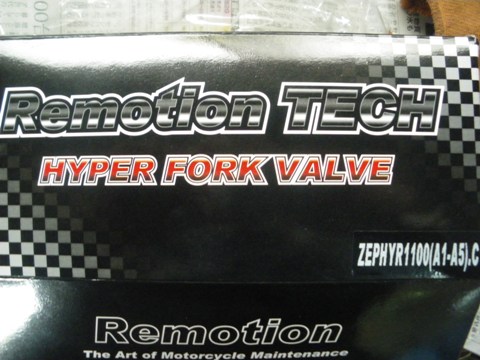 Remotion TECH
HYPER FORK VALVE
ZEPHYR1100(A1-A5).C
Remotion
The Art of Motorcycle Maintenance